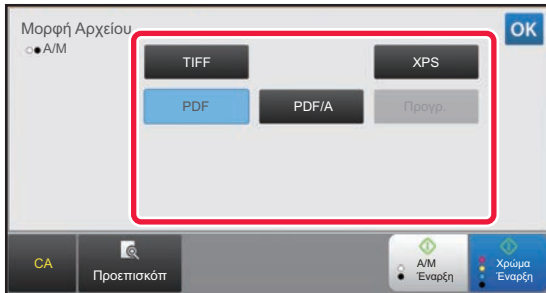 Μορφή Αρχείου
Α/Μ
OK
TIFF
XPS
PDF
PDF/A
Προγρ.
CA
Προεπισκόπ
Α/Μ
Έναρξη
Χρώμα
Έναρξη